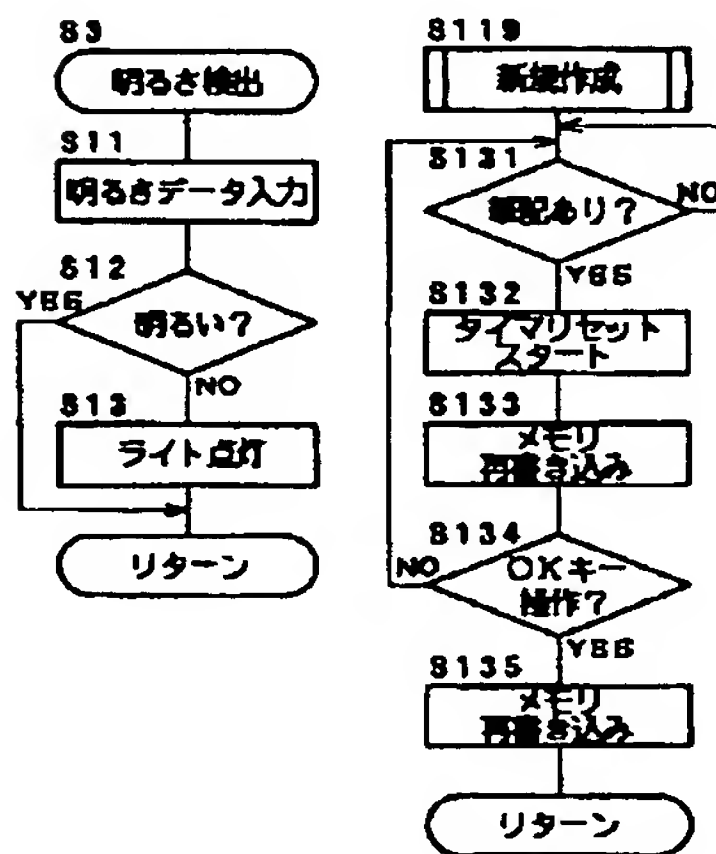 S3
明るさ検出
S11
明るさデータ入力
S12
YES
明るい?
NO
S13
ライト点灯
リターン
S119
新規作成
S131
あり?
NO
YES
S132
タイマリセット
スタート
S133
メモリ
再書き込み
S134
NO
OKキー
操作?
YES
S135
メモリ
再書き込み
リターン